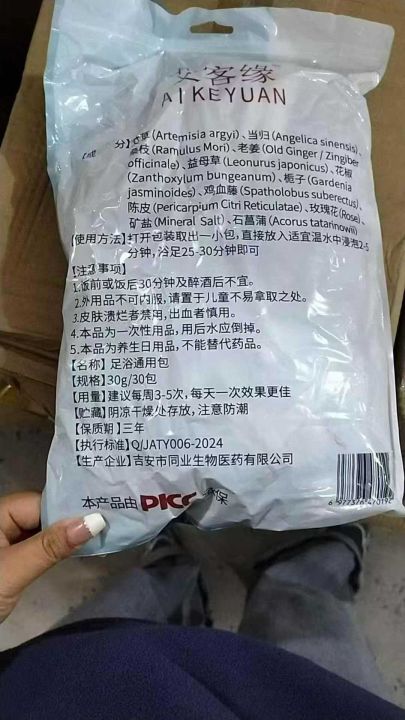 艾客缘
AI KEYUAN
【成 分】艾草(Artemisia argyi)、当归(Angelica sinensis)、
桑枝(Ramulus Mori)、老姜(Old Ginger / Zingiber
officinale)、益母草(Leonurus japonicus)、花椒
(Zanthoxylum bungeanum)、栀子(Gardenia
jasminoides)、鸡血藤(Spatholobus suberectus)、
陈皮(Pericarpium Citri Reticulatae)、玫瑰花(Rose)、
矿盐(Mineral Salt)、石菖蒲(Acorus tatarinowii)
【使用方法】打开包装取出一小包,直接放入适宜温水中浸泡2-5
分钟,浴足25-30分钟即可
【注意事项】
1.饭前或饭后30分钟及醉酒后不宜。
2.外用品不可内服,请置于儿童不易拿取之处。
3.皮肤溃烂者禁用,出血者慎用。
4.本品为一次性用品,用后水应倒掉。
5.本品为养生日用品,不能替代药品。
【名称】足浴通用包
【规格】30g/30包
【用量】建议每周3-5次,每天一次效果更佳
【贮藏】阴凉干燥处存放,注意防潮
【保质期】三年
【执行标准】Q/JATY006-2024
【生产企业】吉安市同业生物医药有限公司
本产品由PICC 保